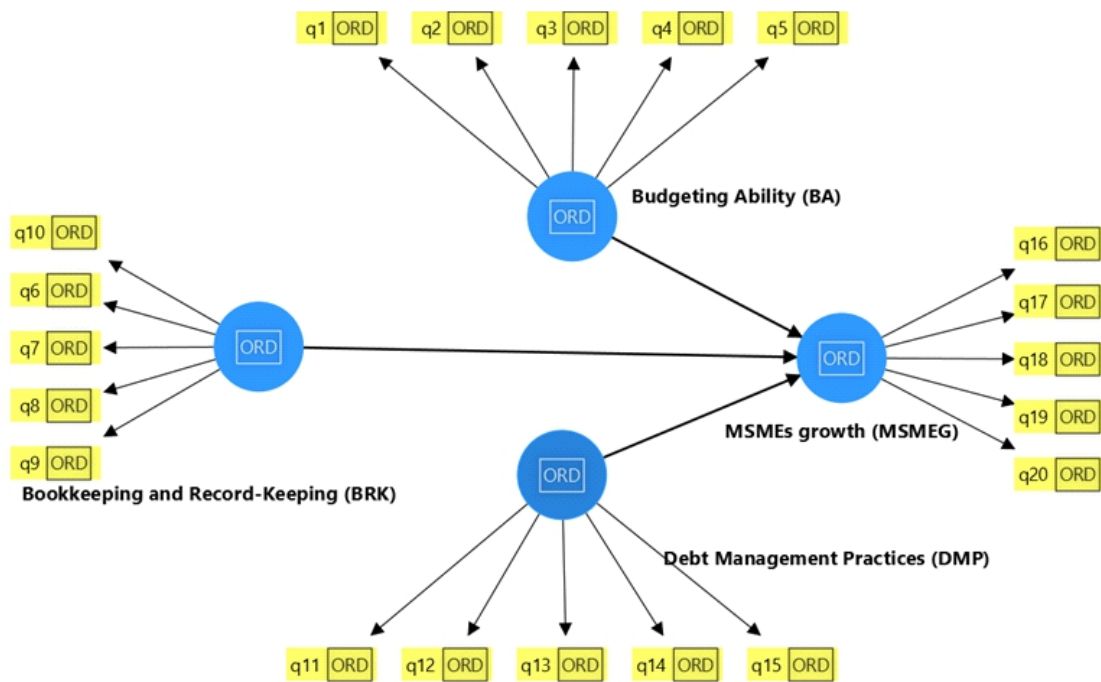 q1 ORD q2 ORD q3 ORD q4 ORD q5 ORD
ORD
Budgeting Ability (BA)
q10 ORD
q6 ORD
q7 ORD
q8 ORD
q9 ORD
ORD
Bookkeeping and Record-Keeping (BRK)
q16 ORD
q17 ORD
q18 ORD
q19 ORD
q20 ORD
ORD
MSMEs growth (MSMEG)
ORD
Debt Management Practices (DMP)
q11 ORD q12 ORD q13 ORD q14 ORD q15 ORD